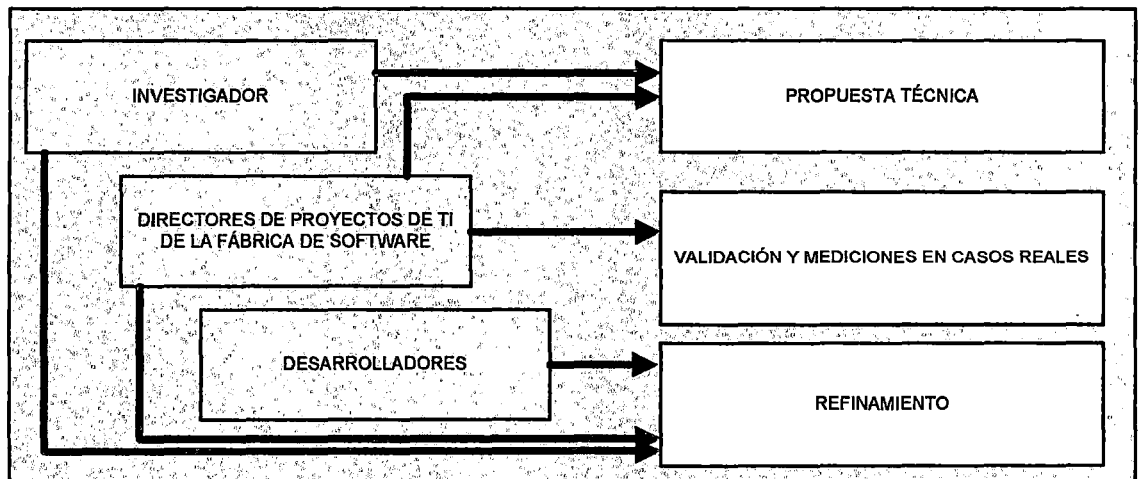 INVESTIGADOR
PROPUESTA TÉCNICA
DIRECTORES DE PROYECTOS DE TI
DE LA FÁBRICA DE SOFTWARE
VALIDACIÓN Y MEDICIONES EN CASOS REALES
DESARROLLADORES
REFINAMIENTO